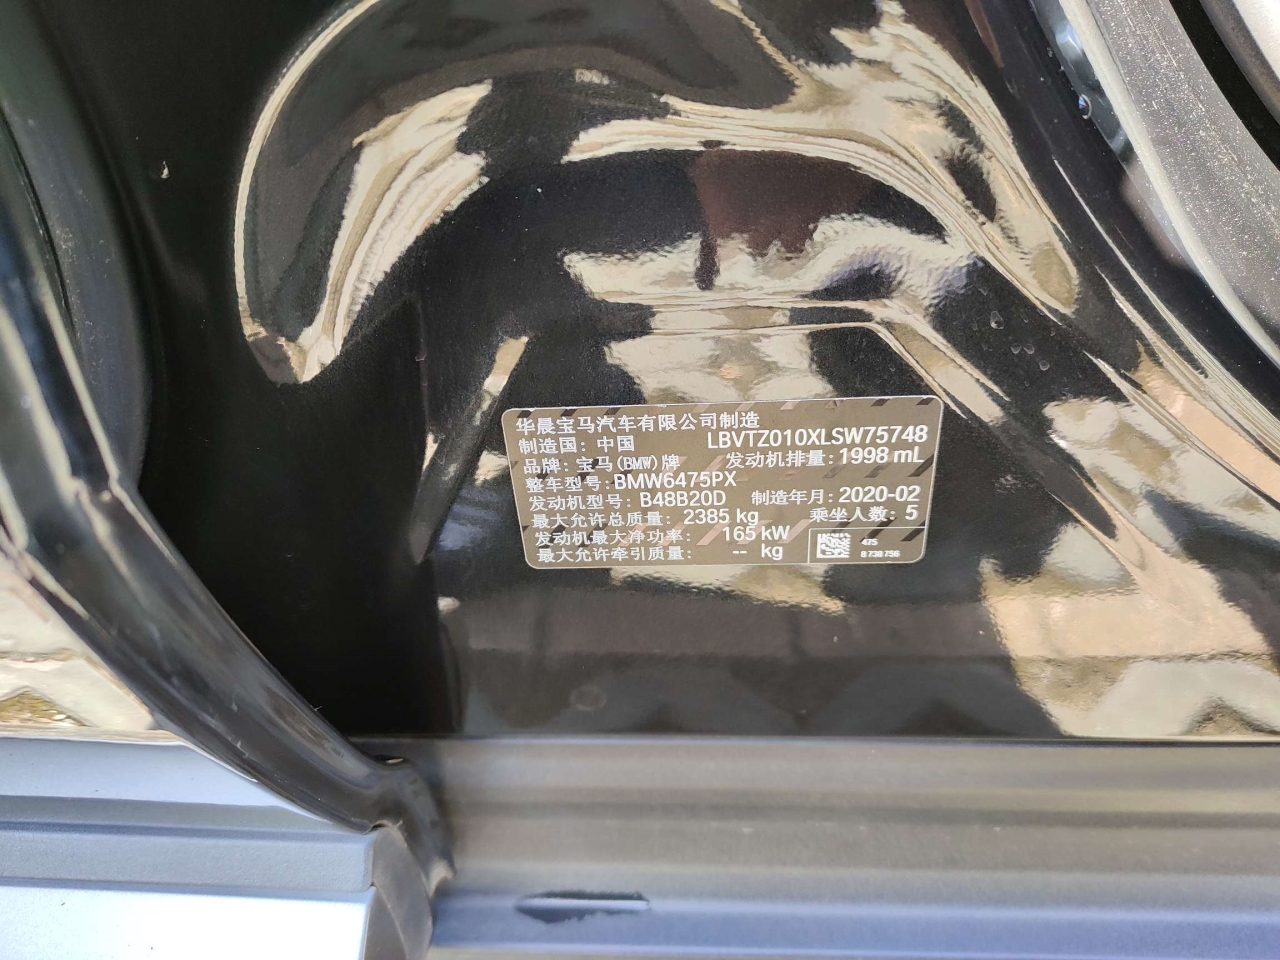 华晨宝马汽车有限公司制造
制造国: 中国 LBVTZ010XLSW75748
品牌: 宝马(BMW)牌 发动机排量: 1998 mL
整车型号: BMW6475PX
发动机型号: B48B20D 制造年月: 2020-02
最大允许总质量: 2385 kg 乘坐人数: 5
发动机最大净功率: 165 kW
最大允许牵引质量: -- kg
475
8 738 756